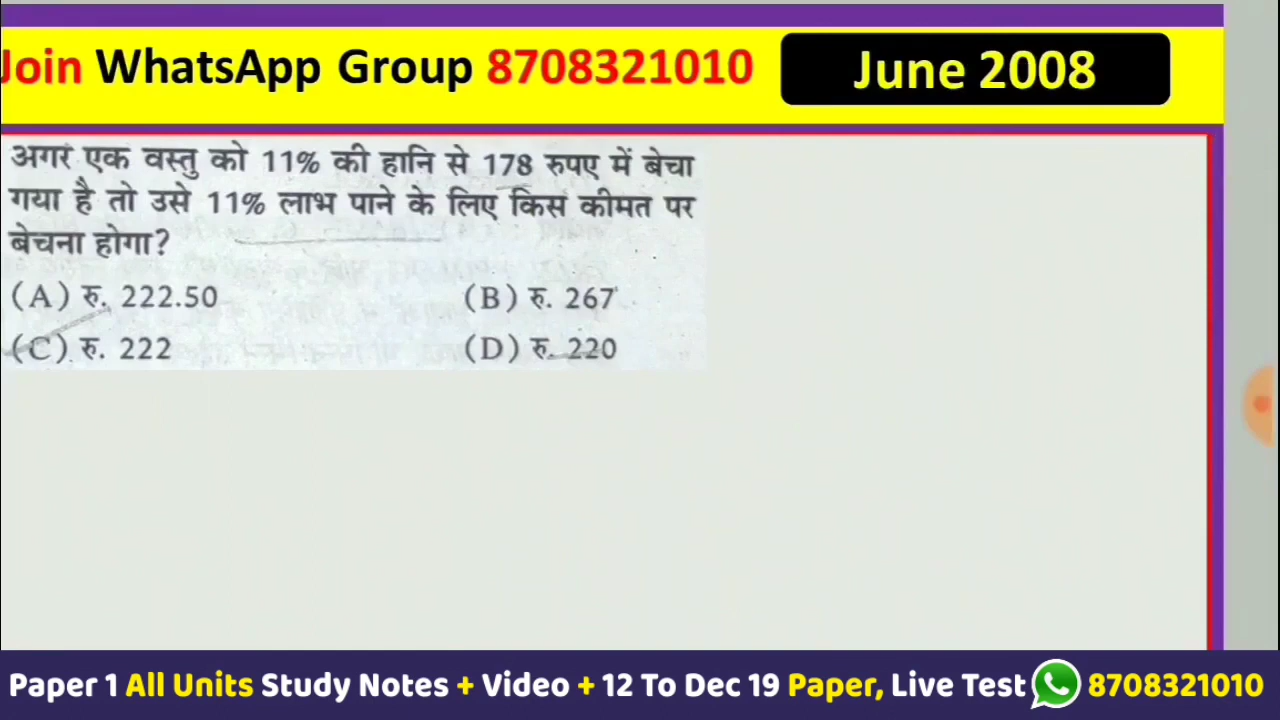 Join WhatsApp Group 8708321010
June 2008
अगर एक वस्तु को 11% की हानि से 178 रुपए में बेचा
गया है तो उसे 11% लाभ पाने के लिए किस कीमत पर
बेचना होगा?
(A) रु. 222.50 (B) रु. 267
(C) रु. 222 (D) रु. 220
Paper 1 All Units Study Notes + Video + 12 To Dec 19 Paper, Live Test 8708321010